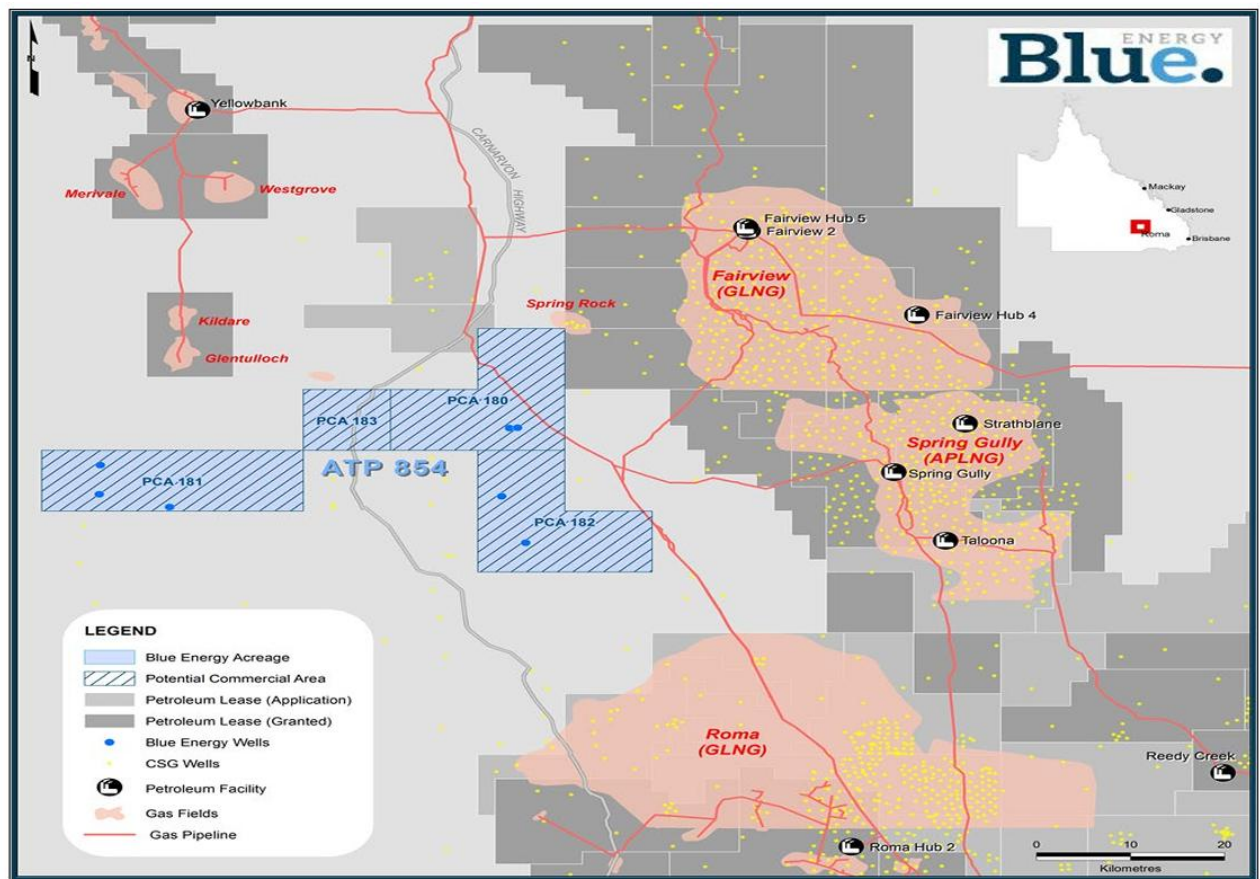 N
Blue.
ENERGY
Yellowbank
CARNARVON HIGHWAY
Merivale
Westgrove
Mackay
Gladstone
Roma
Brisbane
Fairview Hub 5
Fairview 2
Fairview
(GLNG)
Spring Rock
Fairview Hub 4
Kildare
Glentulloch
PCA 183
PCA 180
Strathblane
ATP 854
Spring Gully
(APLNG)
Spring Gully
PCA 181
PCA 182
Taloona
LEGEND
Blue Energy Acreage
Potential Commercial Area
Petroleum Lease (Application)
Petroleum Lease (Granted)
Blue Energy Wells
CSG Wells
Petroleum Facility
Gas Fields
Gas Pipeline
Roma
(GLNG)
Reedy Creek
Roma Hub 2
0 10 20
Kilometres